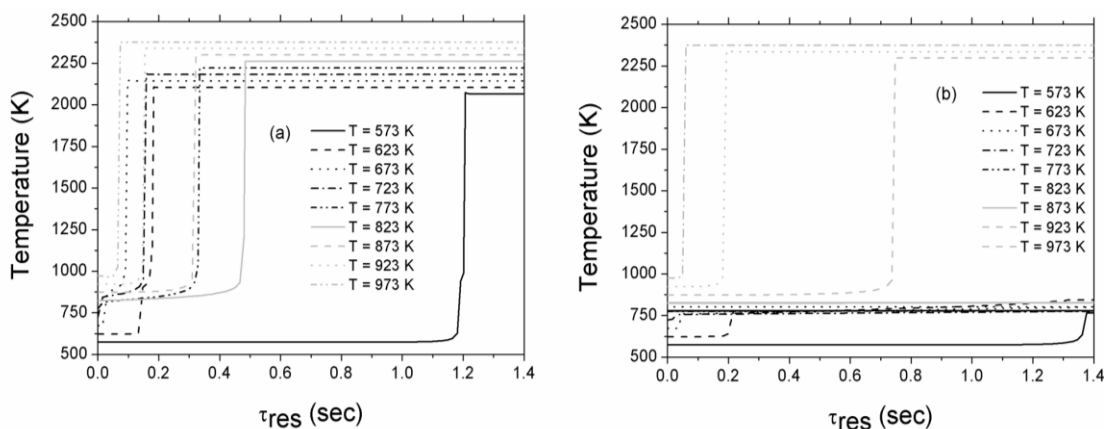 2500
2250
2000
1750
1500
1250
1000
750
500
Temperature (K)
(a)
T = 573 K
T = 623 K
T = 673 K
T = 723 K
T = 773 K
T = 823 K
T = 873 K
T = 923 K
T = 973 K
0.0 0.2 0.4 0.6 0.8 1.0 1.2 1.4
τres (sec)
2500
2250
2000
1750
1500
1250
1000
750
500
Temperature (K)
(b)
T = 573 K
T = 623 K
T = 673 K
T = 723 K
T = 773 K
T = 823 K
T = 873 K
T = 923 K
T = 973 K
0.0 0.2 0.4 0.6 0.8 1.0 1.2 1.4
τres (sec)